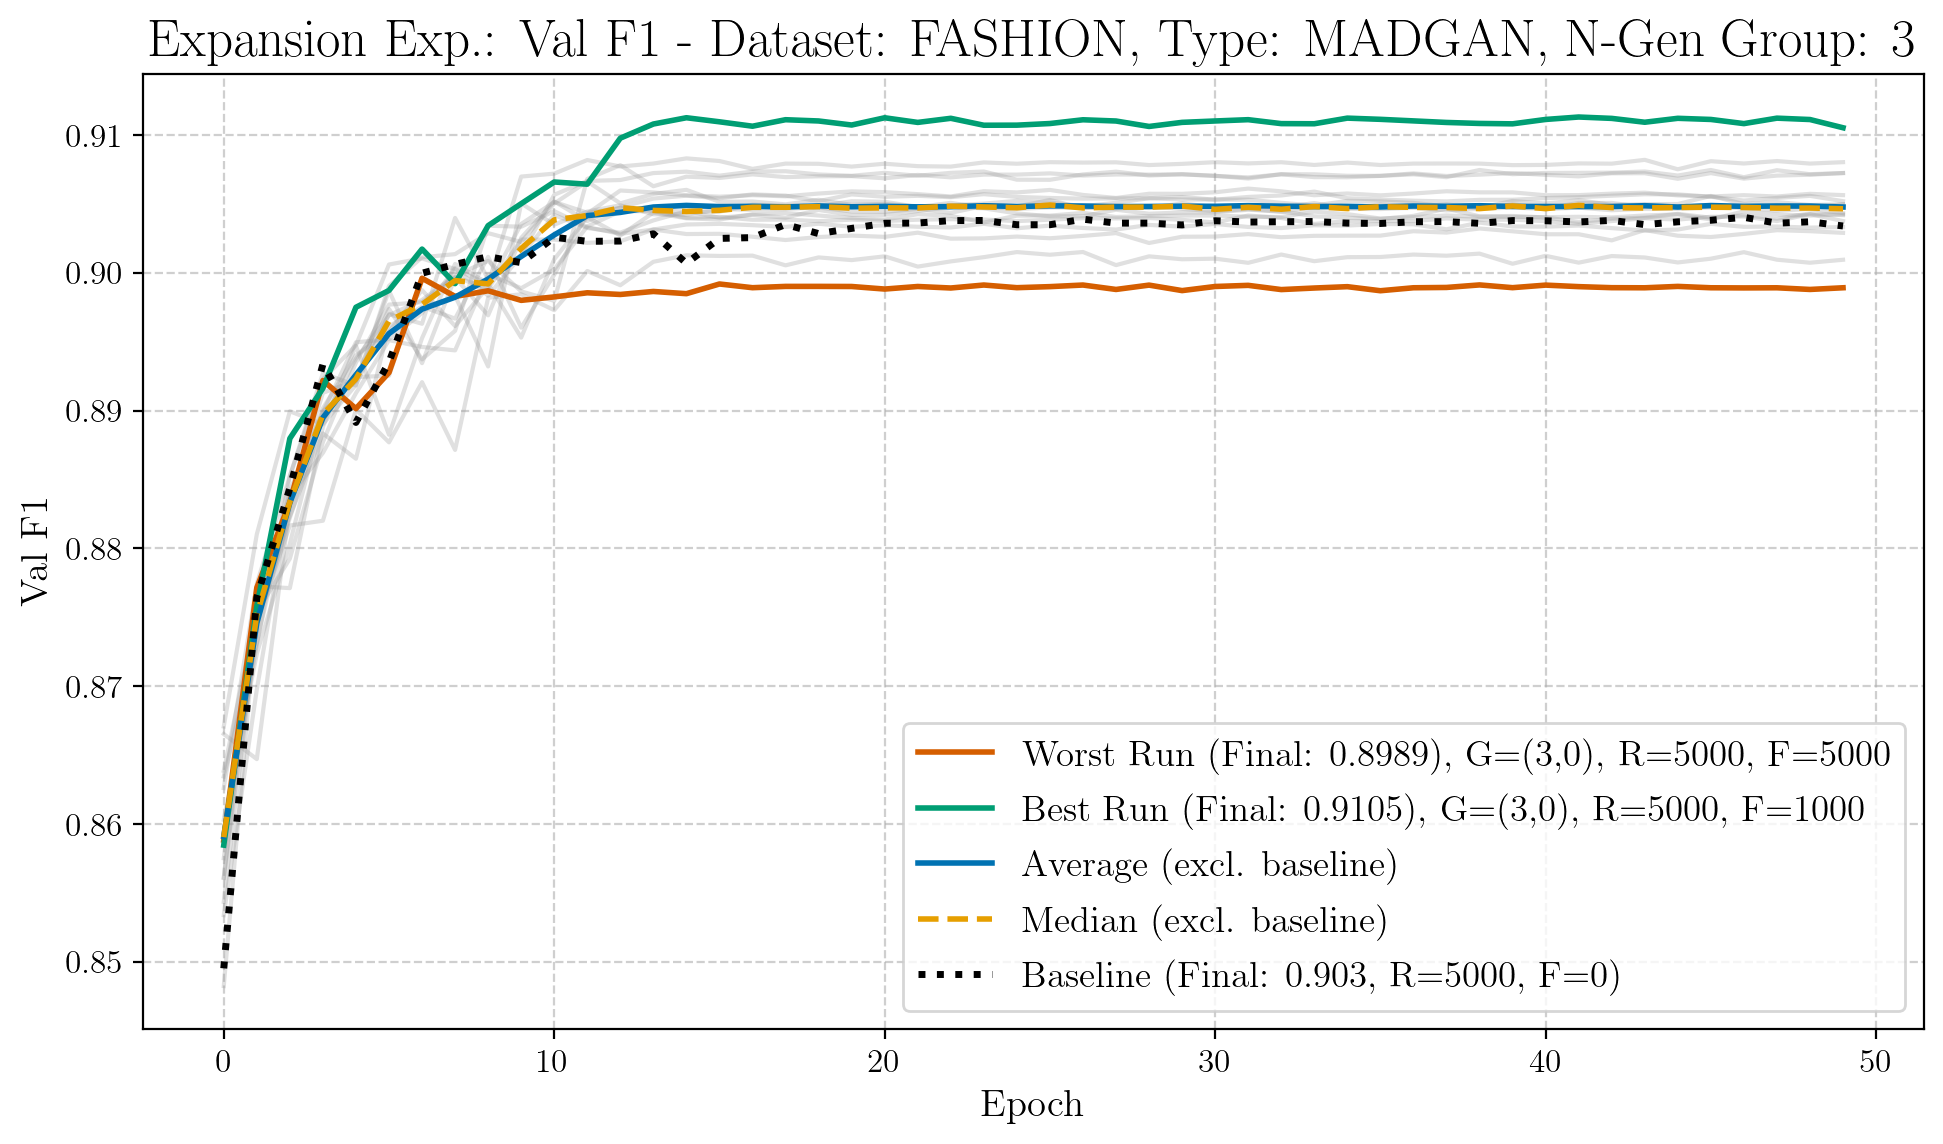 Expansion Exp.: Val F1 - Dataset: FASHION, Type: MADGAN, N-Gen Group: 3
0.91
0.90
0.89
0.88
0.87
0.86
0.85
Val F1
Worst Run (Final: 0.8989), G=(3,0), R=5000, F=5000
Best Run (Final: 0.9105), G=(3,0), R=5000, F=1000
Average (excl. baseline)
Median (excl. baseline)
Baseline (Final: 0.903, R=5000, F=0)
0 10 20 30 40 50
Epoch